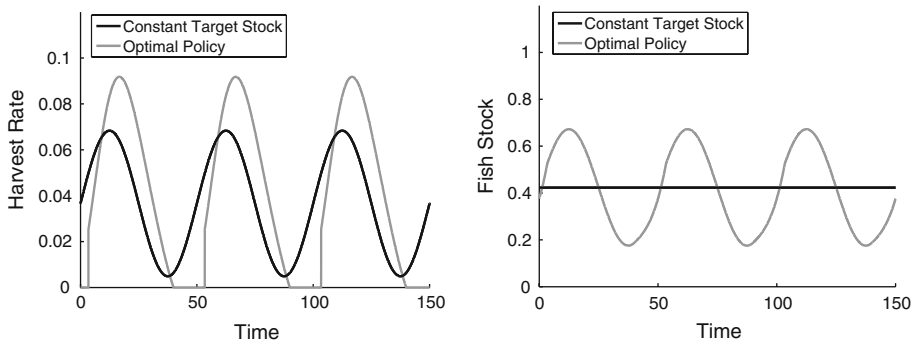 Constant Target Stock
Optimal Policy
0.1
0.08
0.06
0.04
0.02
0
0
50
100
150
Harvest Rate
Time
Constant Target Stock
Optimal Policy
1
0.8
0.6
0.4
0.2
0
0
50
100
150
Fish Stock
Time